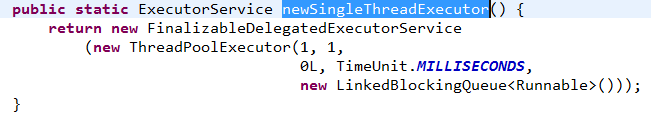 public static ExecutorService newSingleThreadExecutor() {
    return new FinalizableDelegatedExecutorService
        (new ThreadPoolExecutor(1, 1,
                                0L, TimeUnit.MILLISECONDS,
                                new LinkedBlockingQueue<Runnable>()));
}